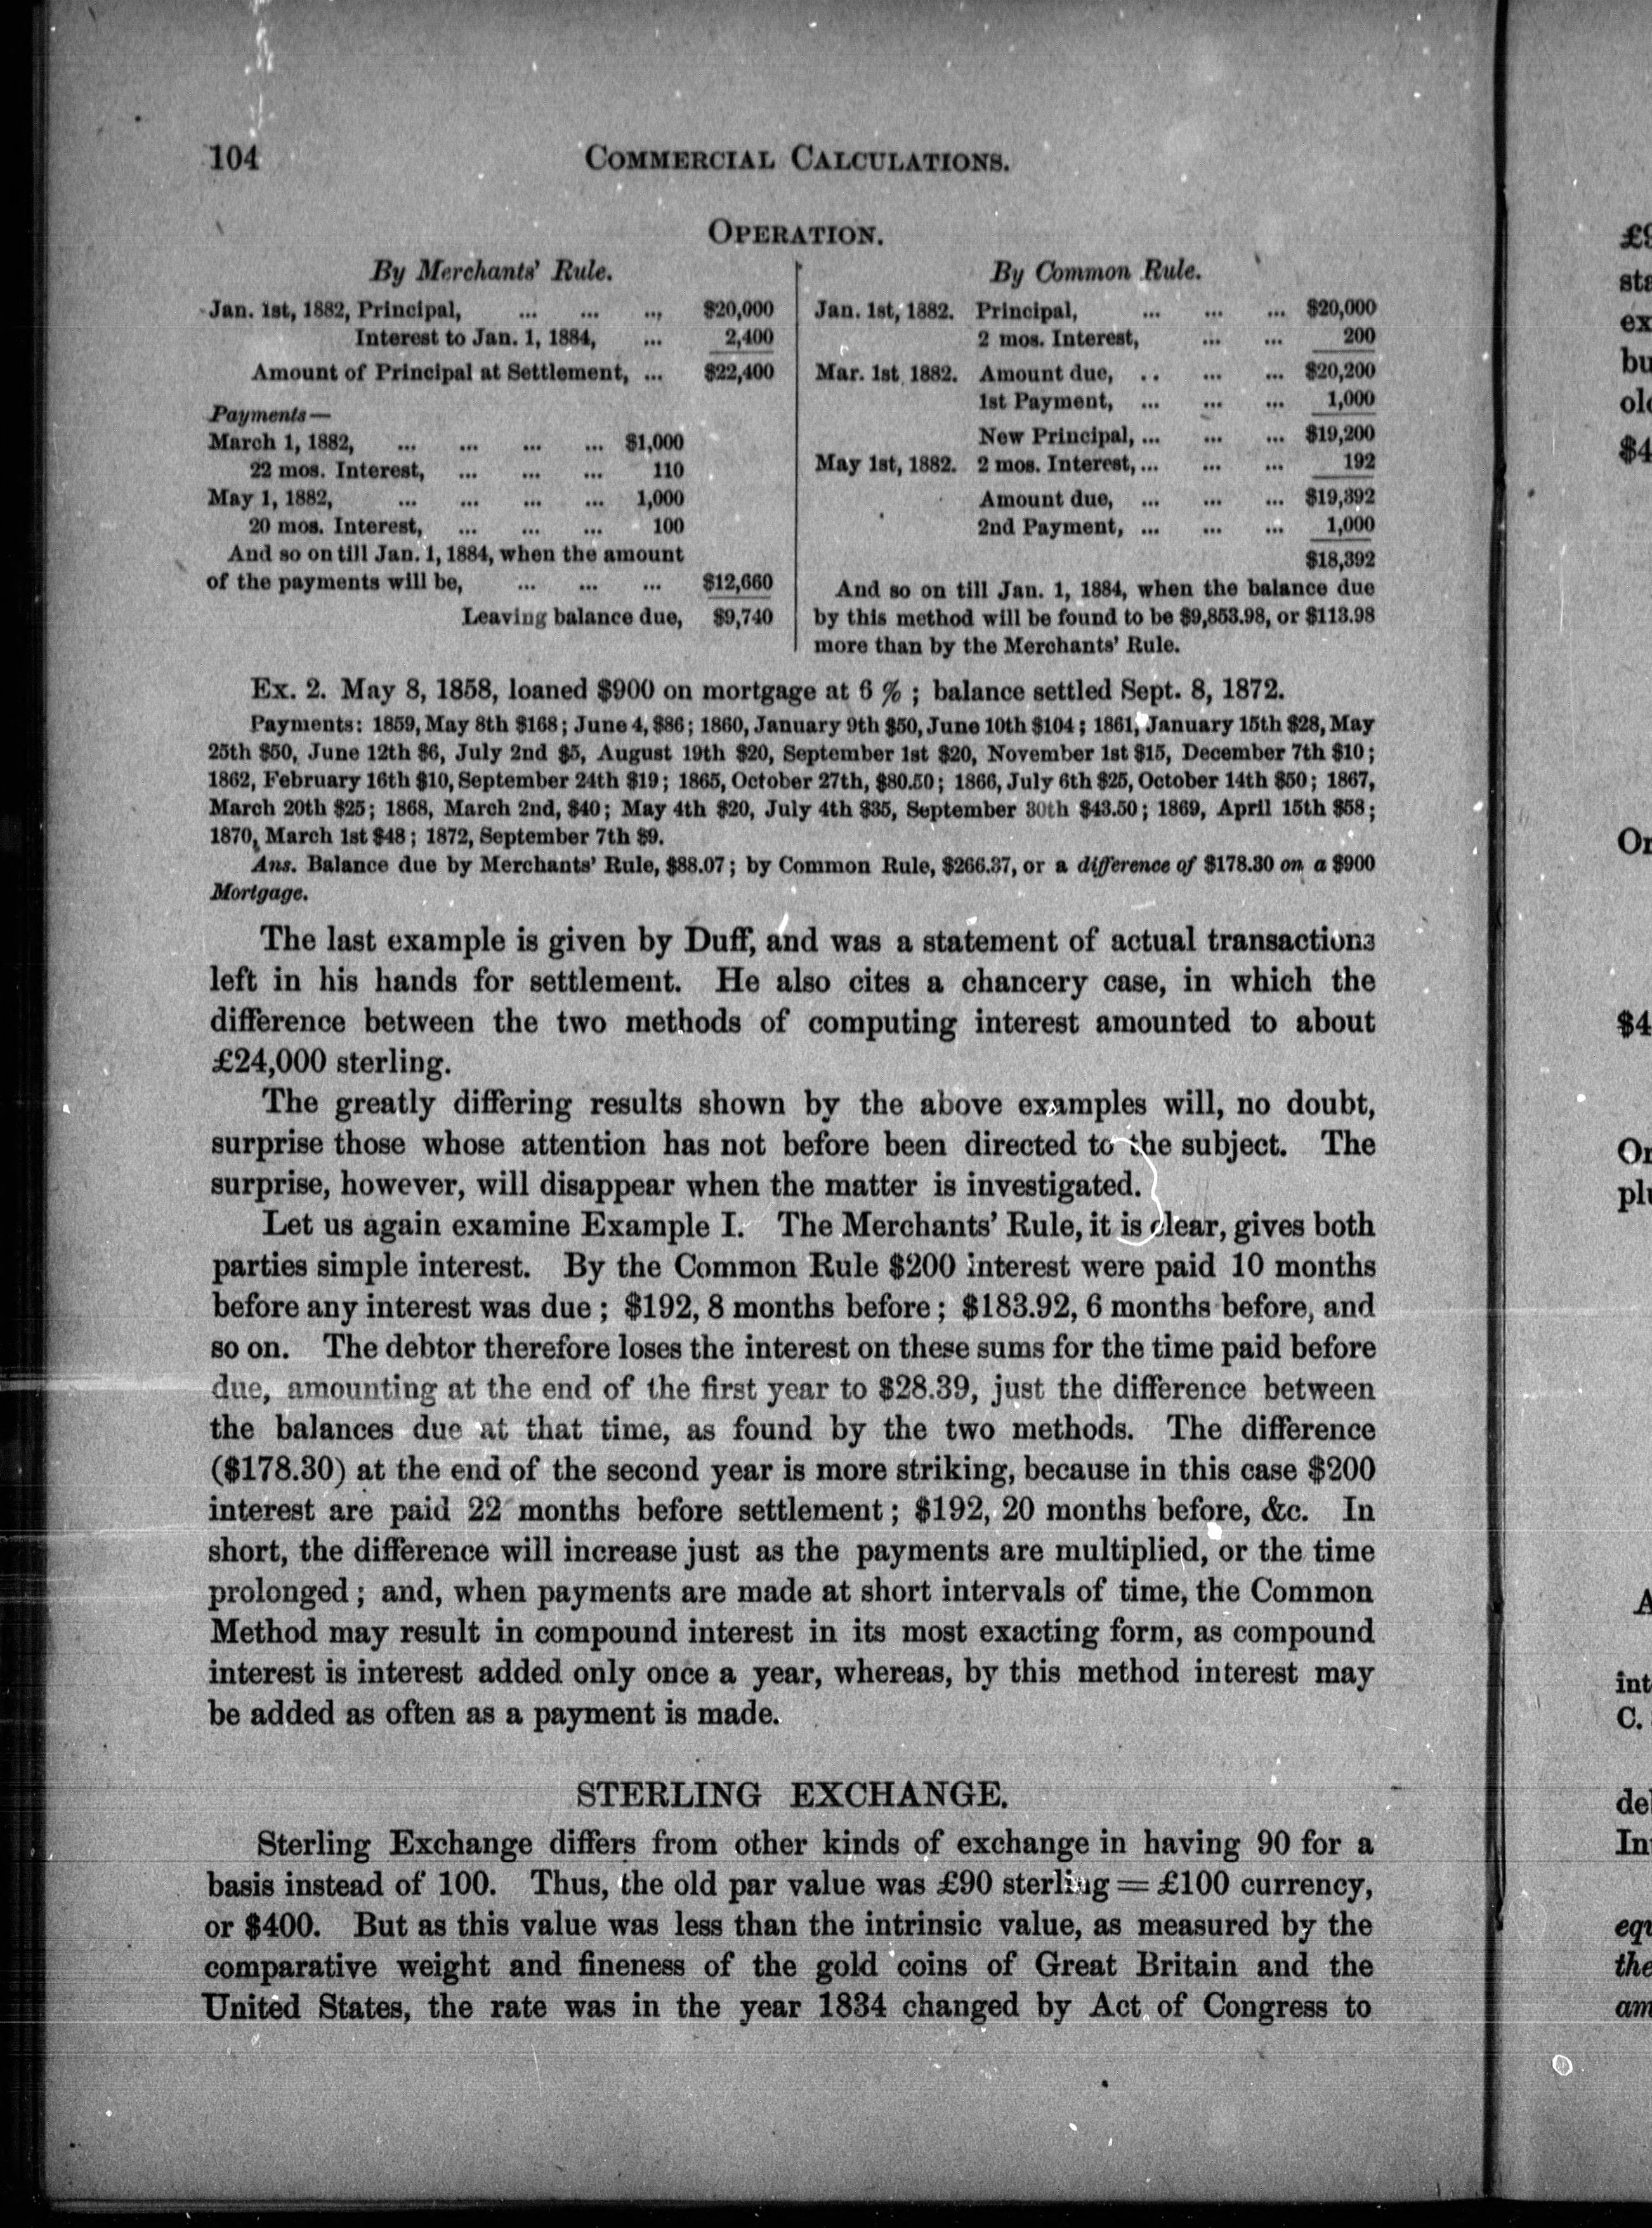 104
COMMERCIAL CALCULATIONS.
OPERATION.
By Merchants' Rule.
Jan. 1st, 1882, Principal, ... ... ... $20,000
Interest to Jan. 1, 1884, ... 2,400
Amount of Principal at Settlement, ... $22,400
Payments—
March 1, 1882, ... ... ... ... $1,000
22 mos. Interest, ... ... ... 110
May 1, 1882, ... ... ... ... 1,000
20 mos. Interest, ... ... ... 100
And so on till Jan. 1, 1884, when the amount
of the payments will be, ... ... ... $12,660
Leaving balance due, $9,740
By Common Rule.
Jan. 1st, 1882. Principal, ... ... ... $20,000
2 mos. Interest, ... ... 200
Mar. 1st 1882. Amount due, .. ... ... $20,200
1st Payment, ... ... ... 1,000
New Principal, ... ... ... $19,200
May 1st, 1882. 2 mos. Interest, ... ... ... 192
Amount due, ... ... ... $19,392
2nd Payment, ... ... ... 1,000
$18,392
And so on till Jan. 1, 1884, when the balance due
by this method will be found to be $9,853.98, or $113.98
more than by the Merchants' Rule.
Ex. 2. May 8, 1858, loaned $900 on mortgage at 6 % ; balance settled Sept. 8, 1872.
Payments: 1859, May 8th $168; June 4, $86; 1860, January 9th $50, June 10th $104; 1861, January 15th $28, May
25th $50, June 12th $6, July 2nd $5, August 19th $20, September 1st $20, November 1st $15, December 7th $10;
1862, February 16th $10, September 24th $19; 1865, October 27th, $80.50; 1866, July 6th $25, October 14th $50; 1867,
March 20th $25; 1868, March 2nd, $40; May 4th $20, July 4th $35, September 30th $43.50; 1869, April 15th $58;
1870, March 1st $48; 1872, September 7th $9.
Ans. Balance due by Merchants' Rule, $88.07; by Common Rule, $266.37, or a difference of $178.30 on a $900
Mortgage.
The last example is given by Duff, and was a statement of actual transactions
left in his hands for settlement. He also cites a chancery case, in which the
difference between the two methods of computing interest amounted to about
£24,000 sterling.
The greatly differing results shown by the above examples will, no doubt,
surprise those whose attention has not before been directed to the subject. The
surprise, however, will disappear when the matter is investigated.
Let us again examine Example I. The Merchants' Rule, it is clear, gives both
parties simple interest. By the Common Rule $200 interest were paid 10 months
before any interest was due; $192, 8 months before; $183.92, 6 months before, and
so on. The debtor therefore loses the interest on these sums for the time paid before
due, amounting at the end of the first year to $28.39, just the difference between
the balances due at that time, as found by the two methods. The difference
($178.30) at the end of the second year is more striking, because in this case $200
interest are paid 22 months before settlement; $192, 20 months before, &c. In
short, the difference will increase just as the payments are multiplied, or the time
prolonged; and, when payments are made at short intervals of time, the Common
Method may result in compound interest in its most exacting form, as compound
interest is interest added only once a year, whereas, by this method interest may
be added as often as a payment is made.
STERLING EXCHANGE.
Sterling Exchange differs from other kinds of exchange in having 90 for a
basis instead of 100. Thus, the old par value was £90 sterling = £100 currency,
or $400. But as this value was less than the intrinsic value, as measured by the
comparative weight and fineness of the gold coins of Great Britain and the
United States, the rate was in the year 1834 changed by Act of Congress to